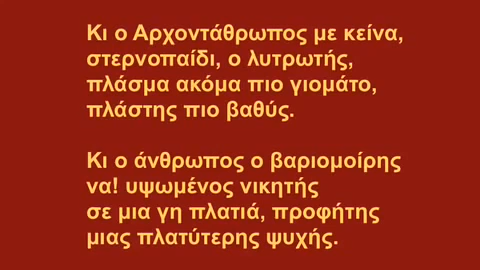 Κι ο Αρχοντάθρωπος με κείνα,
στερνοπαίδι, ο λυτρωτής,
πλάσμα ακόμα πιο γιομάτο,
πλάστης πιο βαθύς.
Κι ο άνθρωπος ο βαριομοίρης
να! υψωμένος νικητής
σε μια γη πλατιά, προφήτης
μιας πλατύτερης ψυχής.